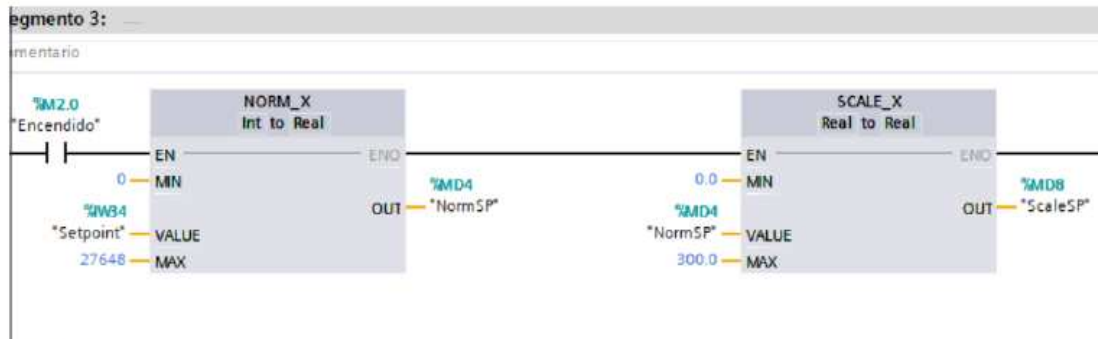 egmento 3:
mentario
%M2.0
"Encendido"
NORM_X
Int to Real
EN
ENO
0
MIN
%IW34
"Setpoint"
VALUE
27648
MAX
OUT
%MD4
"NormSP"
SCALE_X
Real to Real
EN
ENO
0.0
MIN
%MD4
"NormSP"
VALUE
300.0
MAX
OUT
%MD8
"ScaleSP"